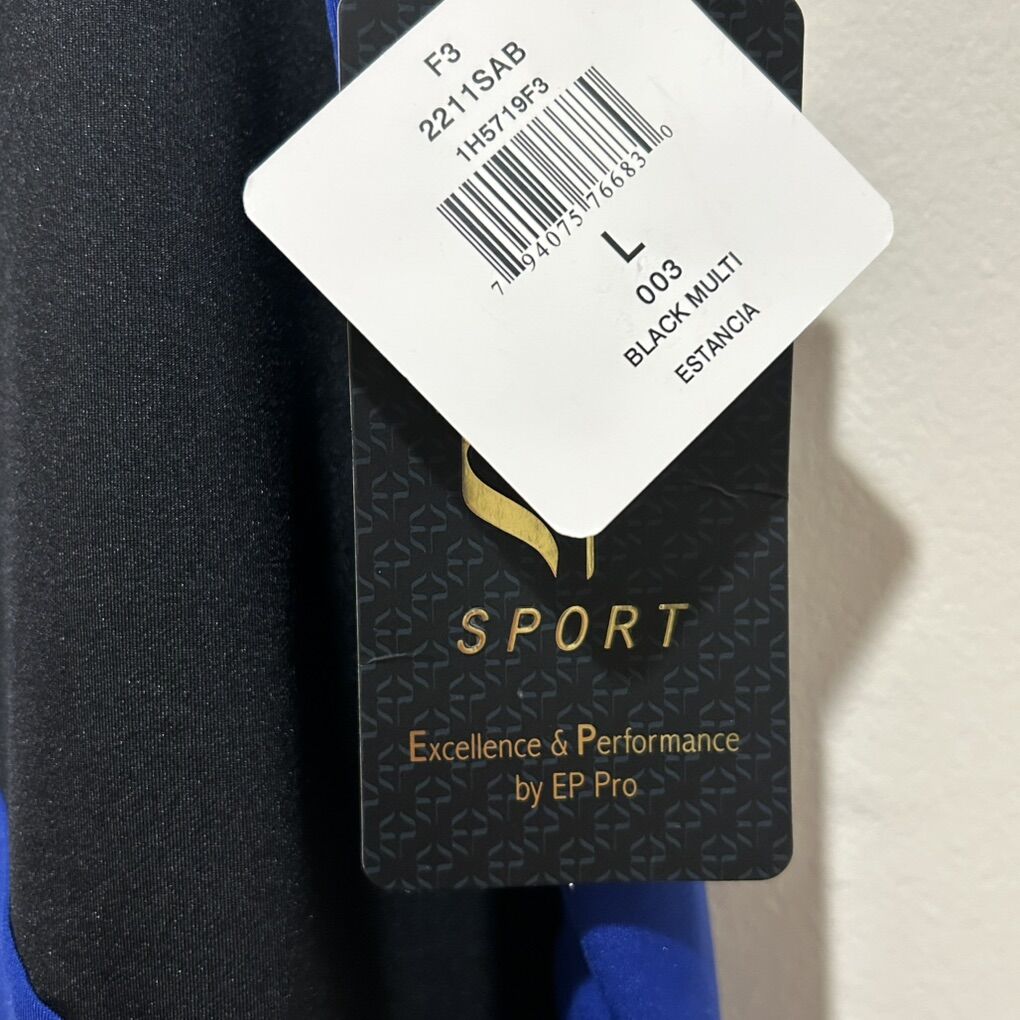 F3
2211SAB
1H5719F3
7 94075 76683 0
L
003
BLACK MULTI
ESTANCIA
SPORT
Excellence & Performance
by EP Pro